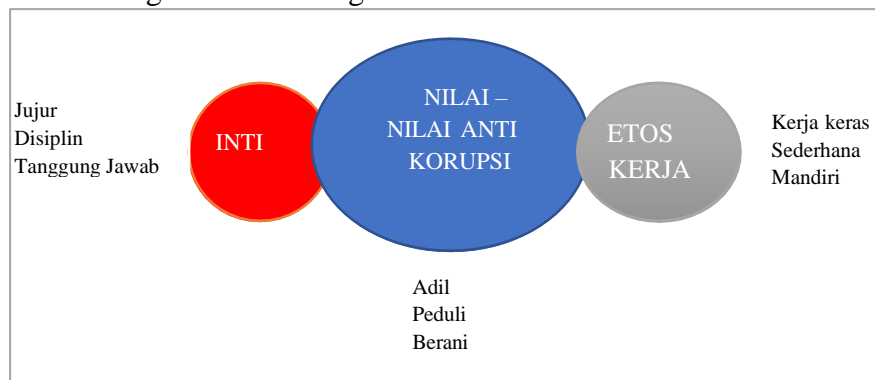 Jujur
Disiplin
Tanggung Jawab
INTI
NILAI –
NILAI ANTI
KORUPSI
ETOS
KERJA
Kerja keras
Sederhana
Mandiri
Adil
Peduli
Berani